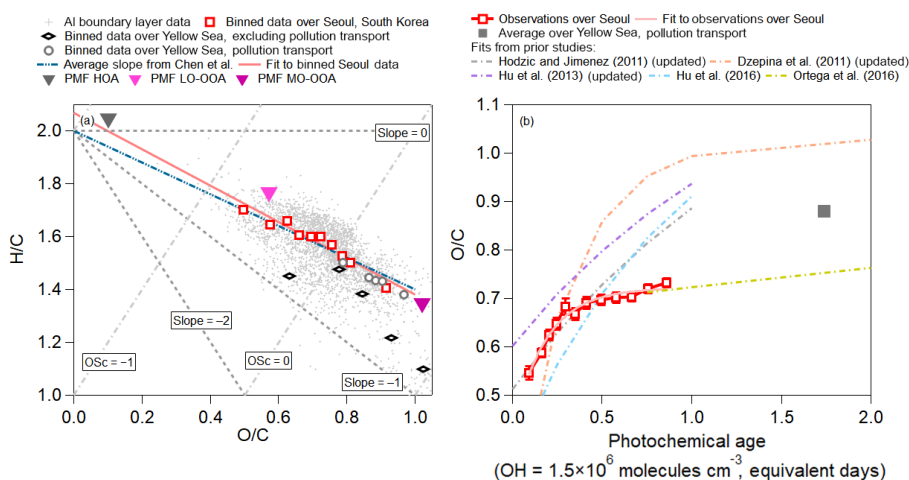 AI boundary layer data Binned data over Seoul, South Korea
Binned data over Yellow Sea, excluding pollution transport
Binned data over Yellow Sea, pollution transport
Average slope from Chen et al. Fit to binned Seoul data
PMF HOA PMF LO-OOA PMF MO-OOA
(a)
Slope = 0
Slope = −2
OSc = −1
OSc = 0
Slope = −1
H/C
2.0
1.8
1.6
1.4
1.2
1.0
0.0 0.2 0.4 0.6 0.8 1.0
O/C
Observations over Seoul Fit to observations over Seoul
Average over Yellow Sea, pollution transport
Fits from prior studies:
Hodzic and Jimenez (2011) (updated) Dzepina et al. (2011) (updated)
Hu et al. (2013) (updated) Hu et al. (2016) Ortega et al. (2016)
(b)
O/C
1.1
1.0
0.9
0.8
0.7
0.6
0.5
0.0 0.5 1.0 1.5 2.0
Photochemical age
(OH = 1.5×10⁶ molecules cm⁻³, equivalent days)